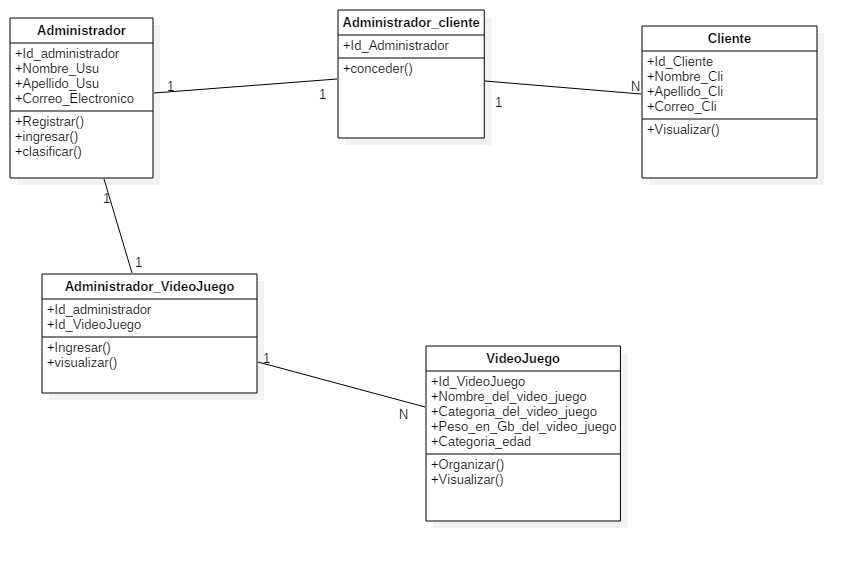 Administrador
+Id_administrador
+Nombre_Usu
+Apellido_Usu
+Correo_Electronico
+Registrar()
+ingresar()
+clasificar()
1
1
Administrador_cliente
+Id_Administrador
+conceder()
1
N
Cliente
+Id_Cliente
+Nombre_Cli
+Apellido_Cli
+Correo_Cli
+Visualizar()
1
1
Administrador_VideoJuego
+Id_administrador
+Id_VideoJuego
+Ingresar()
+visualizar()
1
N
VideoJuego
+Id_VideoJuego
+Nombre_del_video_juego
+Categoria_del_video_juego
+Peso_en_Gb_del_video_juego
+Categoria_edad
+Organizar()
+Visualizar()